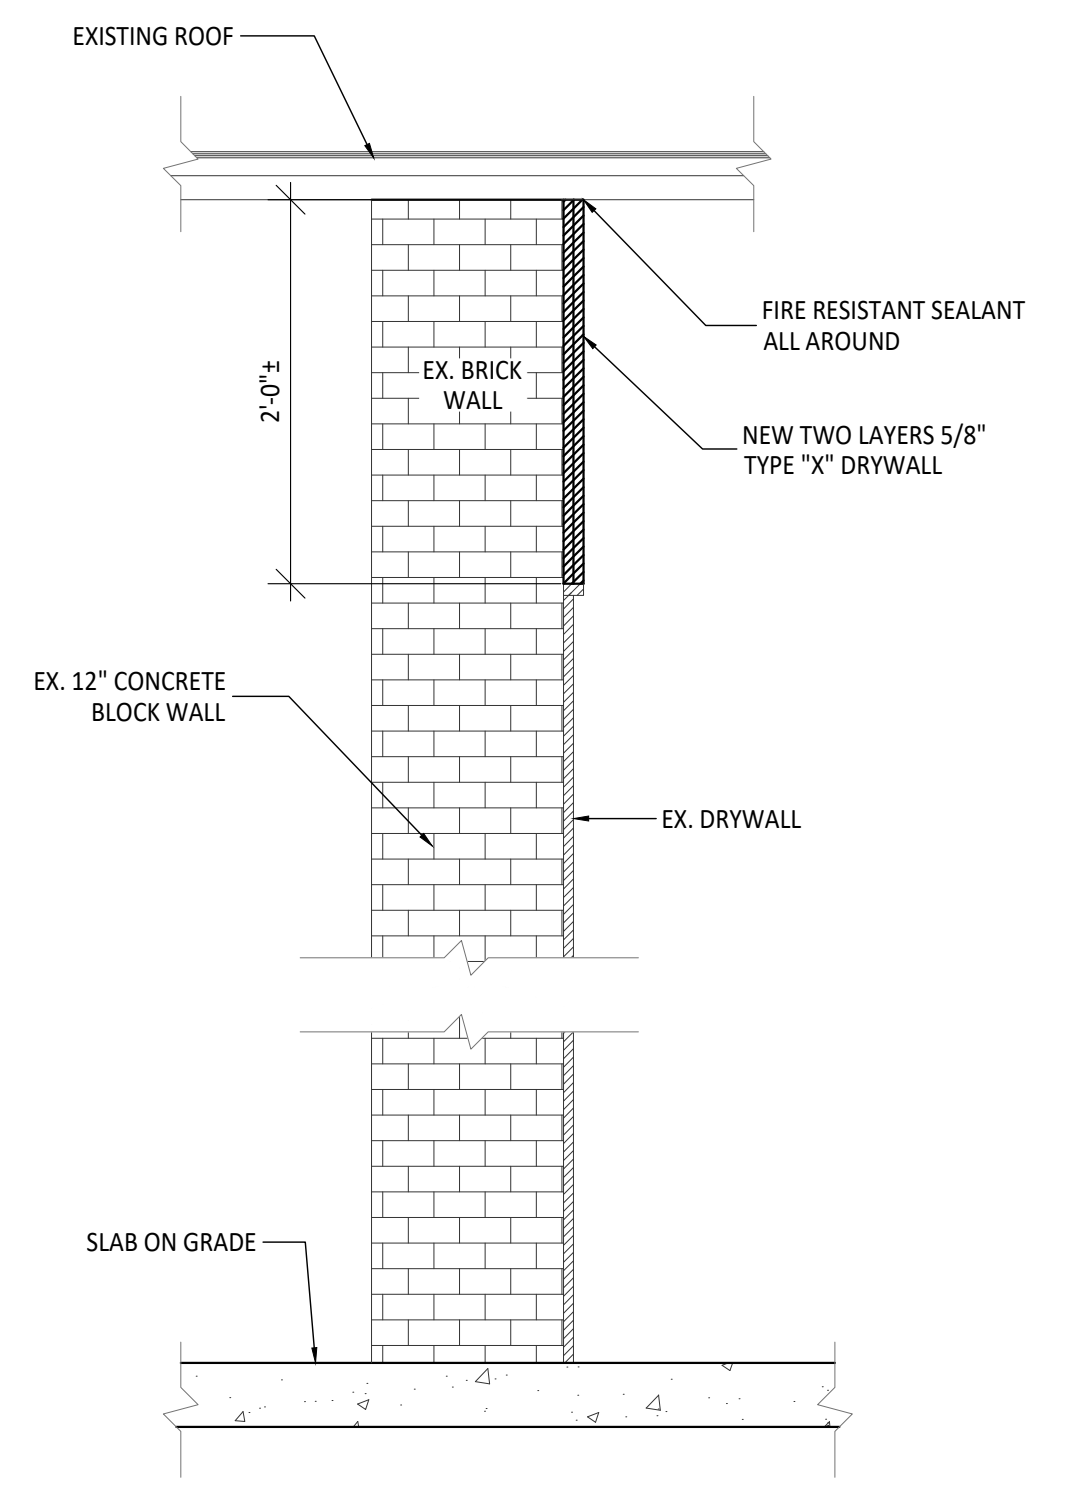 EXISTING ROOF
FIRE RESISTANT SEALANT
ALL AROUND
EX. BRICK
WALL
2'-0"±
NEW TWO LAYERS 5/8"
TYPE "X" DRYWALL
EX. 12" CONCRETE
BLOCK WALL
EX. DRYWALL
SLAB ON GRADE